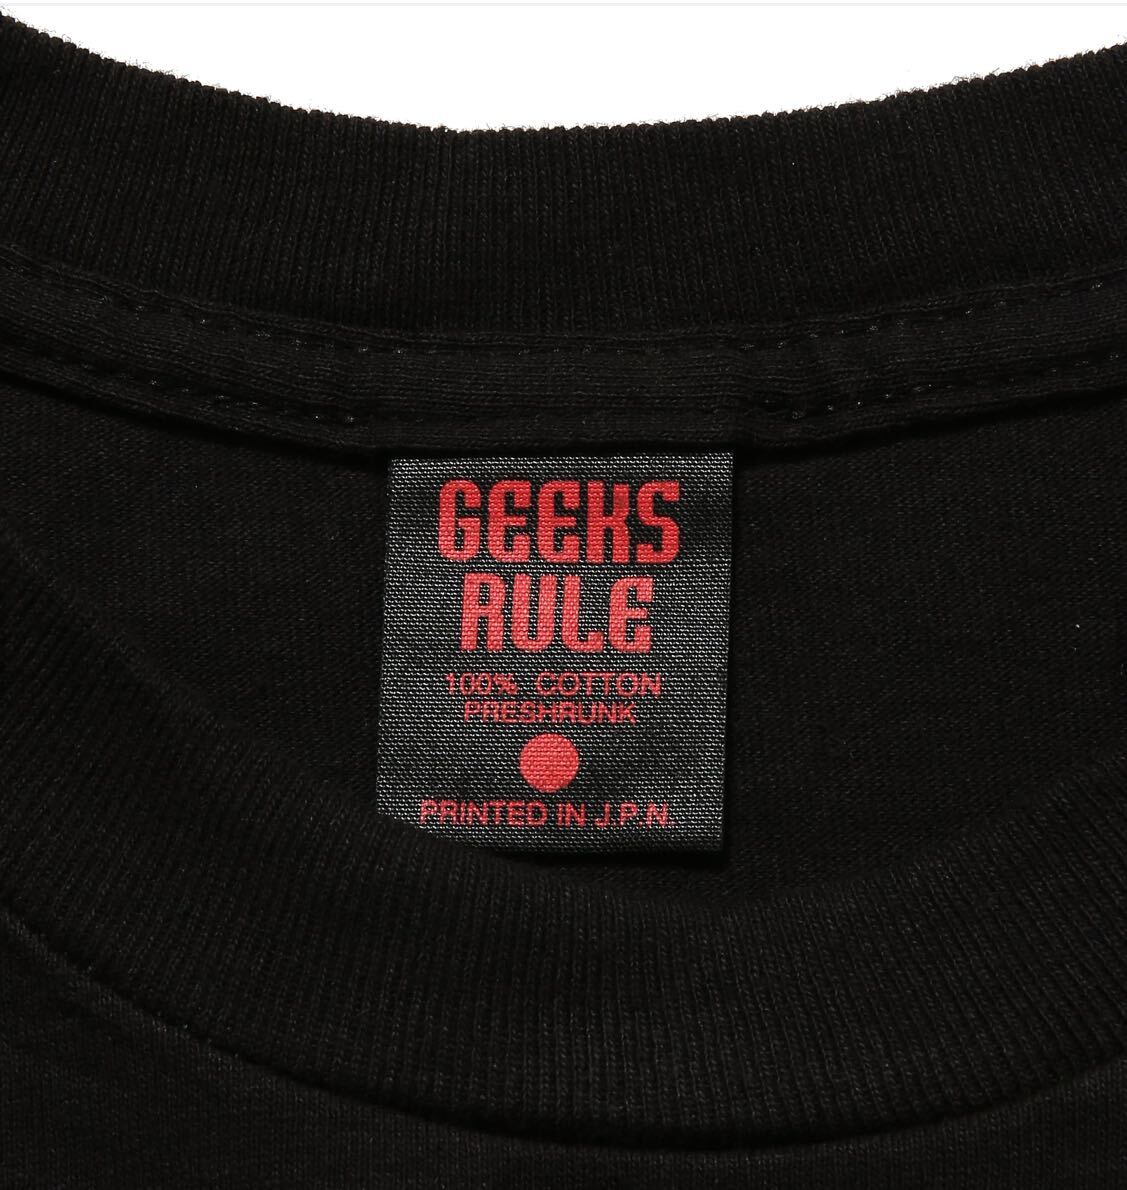 GEEKS
RULE
100% COTTON
PRESHRUNK
PRINTED IN J.P.N.